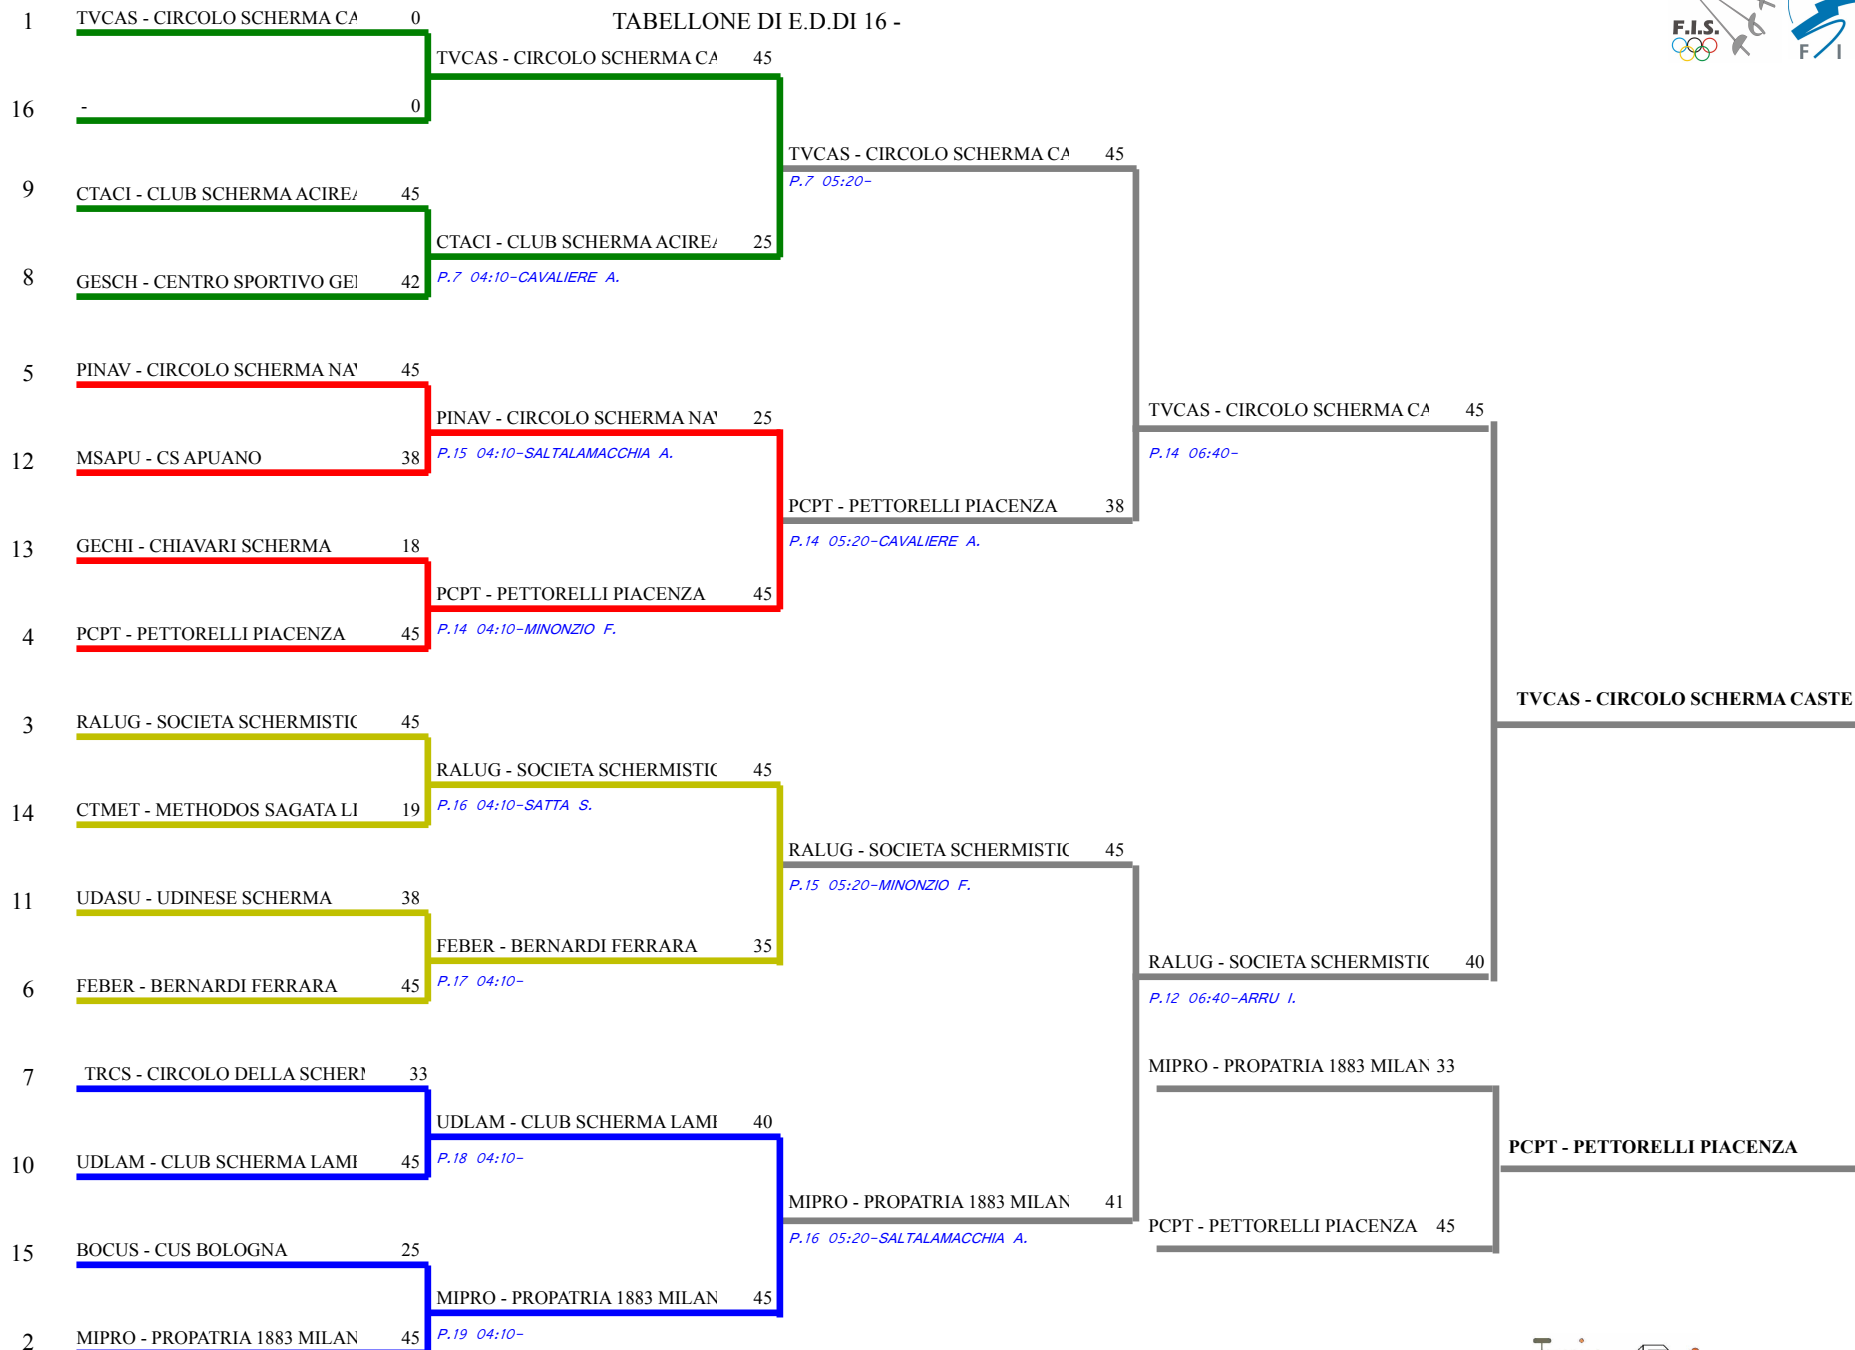 TABELLONE DI E.D.DI 16 -
F.I.S.
F I
1 TVCAS - CIRCOLO SCHERMA CA 0
TVCAS - CIRCOLO SCHERMA CA 45
16 - 0
TVCAS - CIRCOLO SCHERMA CA 45
P.7 05:20-
9 CTACI - CLUB SCHERMA ACIREA 45
CTACI - CLUB SCHERMA ACIREA 25
P.7 04:10-CAVALIERE A.
8 GESCH - CENTRO SPORTIVO GE 42
5 PINAV - CIRCOLO SCHERMA NA 45
TVCAS - CIRCOLO SCHERMA CA 45
P.14 06:40-
PINAV - CIRCOLO SCHERMA NA 25
P.15 04:10-SALTALAMACCHIA A.
12 MSAPU - CS APUANO 38
PCPT - PETTORELLI PIACENZA 38
P.14 05:20-CAVALIERE A.
13 GECHI - CHIAVARI SCHERMA 18
PCPT - PETTORELLI PIACENZA 45
P.14 04:10-MINONZIO F.
4 PCPT - PETTORELLI PIACENZA 45
TVCAS - CIRCOLO SCHERMA CASTE
3 RALUG - SOCIETA SCHERMISTIC 45
RALUG - SOCIETA SCHERMISTIC 45
P.16 04:10-SATTA S.
14 CTMET - METHODOS SAGATA LI 19
RALUG - SOCIETA SCHERMISTIC 45
P.15 05:20-MINONZIO F.
11 UDASU - UDINESE SCHERMA 38
FEBER - BERNARDI FERRARA 35
P.17 04:10-
RALUG - SOCIETA SCHERMISTIC 40
P.12 06:40-ARRU I.
6 FEBER - BERNARDI FERRARA 45
7 TRCS - CIRCOLO DELLA SCHER 33
MIPRO - PROPATRIA 1883 MILAN 33
UDLAM - CLUB SCHERMA LAME 40
P.18 04:10-
10 UDLAM - CLUB SCHERMA LAME 45
PCPT - PETTORELLI PIACENZA
MIPRO - PROPATRIA 1883 MILAN 41
P.16 05:20-SALTALAMACCHIA A.
PCPT - PETTORELLI PIACENZA 45
15 BOCUS - CUS BOLOGNA 25
MIPRO - PROPATRIA 1883 MILAN 45
P.19 04:10-
2 MIPRO - PROPATRIA 1883 MILAN 45